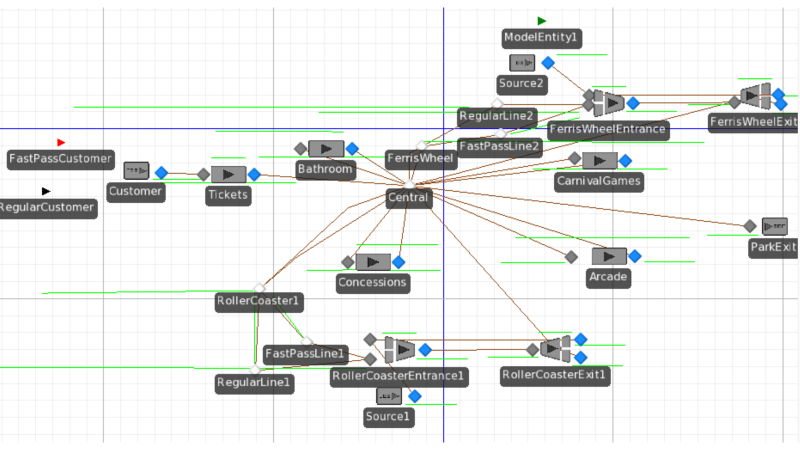 ModelEntity1
Source2
RegularLine2
FerrisWheelEntrance
FerrisWheelExit
FastPassLine2
FastPassCustomer
FerrisWheel
Bathroom
Customer
Tickets
CarnivalGames
RegularCustomer
Central
ParkExit
Concessions
Arcade
RollerCoaster1
FastPassLine1
RegularLine1
RollerCoasterEntrance1
RollerCoasterExit1
Source1